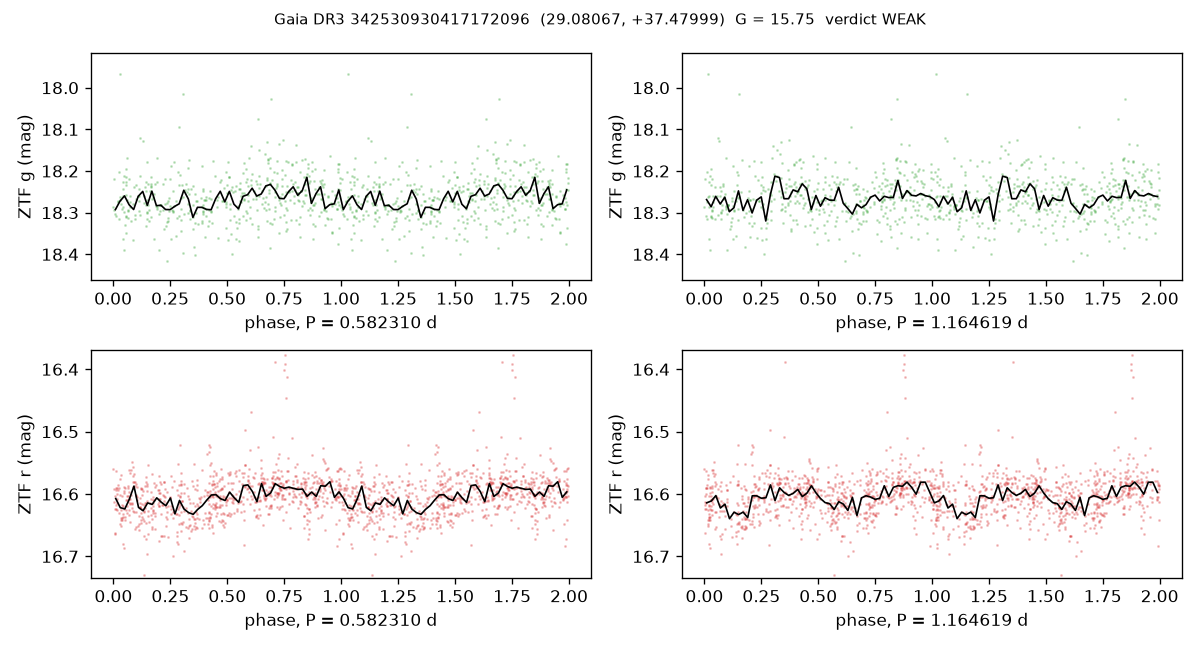 Gaia DR3 342530930417172096  (29.08067, +37.47999)  G = 15.75  verdict WEAK
ZTF g (mag)
18.0
18.1
18.2
18.3
18.4
0.00 0.25 0.50 0.75 1.00 1.25 1.50 1.75 2.00
phase, P = 0.582310 d
ZTF g (mag)
18.0
18.1
18.2
18.3
18.4
0.00 0.25 0.50 0.75 1.00 1.25 1.50 1.75 2.00
phase, P = 1.164619 d
ZTF r (mag)
16.4
16.5
16.6
16.7
0.00 0.25 0.50 0.75 1.00 1.25 1.50 1.75 2.00
phase, P = 0.582310 d
ZTF r (mag)
16.4
16.5
16.6
16.7
0.00 0.25 0.50 0.75 1.00 1.25 1.50 1.75 2.00
phase, P = 1.164619 d